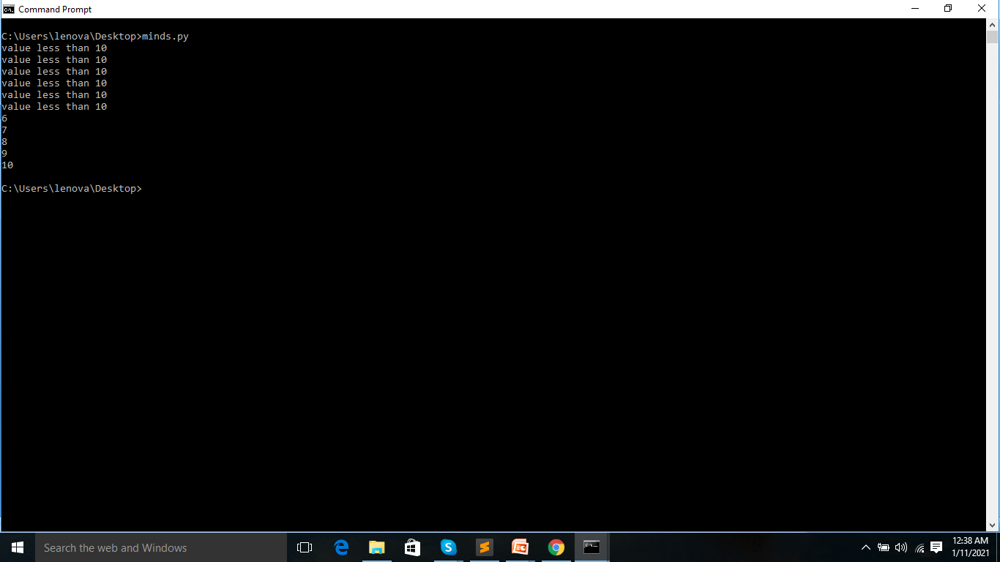 Command Prompt
C:\Users\lenova\Desktop>minds.py
value less than 10
value less than 10
value less than 10
value less than 10
value less than 10
value less than 10
6
7
8
9
10
C:\Users\lenova\Desktop>
Search the web and Windows
12:38 AM
1/11/2021